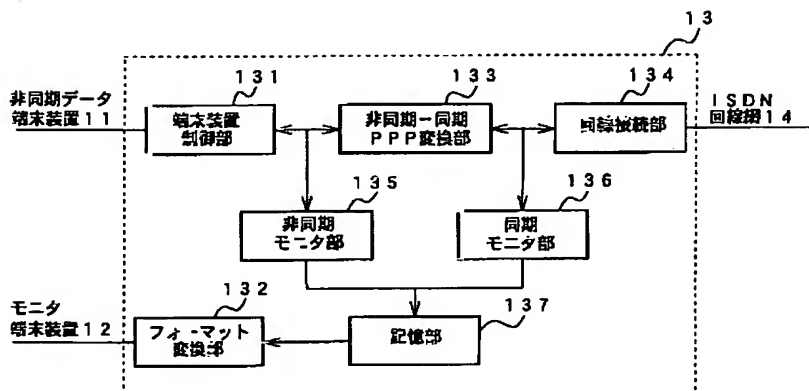 13
131
133
134
非同期データ
端末装置11
端末装置
制御部
非同期ー同期
PPP変換部
回線接続部
ISDN
回線網14
135
136
非同期
モニタ部
同期
モニタ部
132
137
モニタ
端末装置12
フォーマット
変換部
記憶部